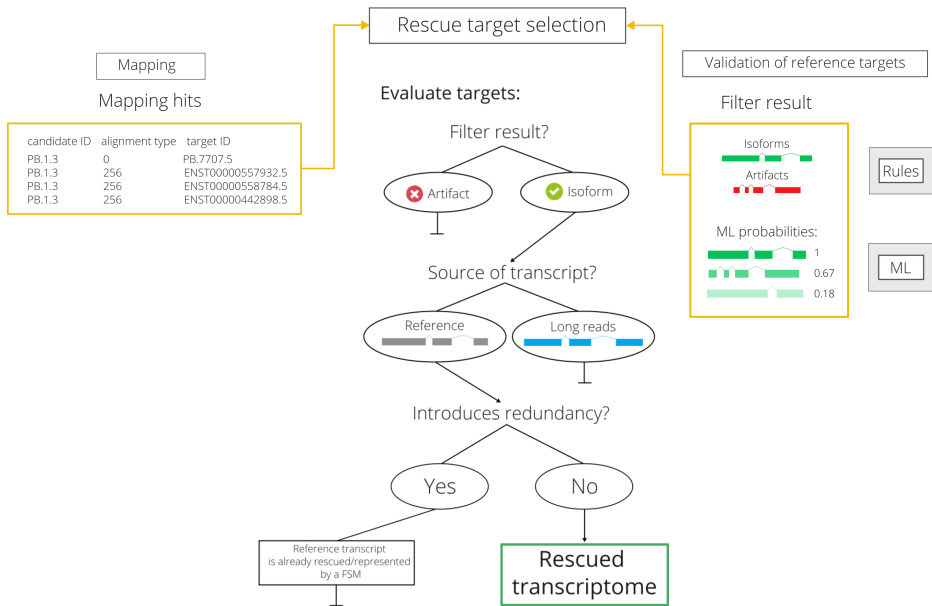 Rescue target selection
Mapping
Mapping hits
candidate ID alignment type target ID
PB.1.3 0 PB.7707.5
PB.1.3 256 ENST00000557932.5
PB.1.3 256 ENST00000558784.5
PB.1.3 256 ENST00000442898.5
Validation of reference targets
Filter result
Isoforms
Artifacts
ML probabilities:
1
0.67
0.18
Rules
ML
Evaluate targets:
Filter result?
Artifact
Isoform
Source of transcript?
Reference
Long reads
Introduces redundancy?
Yes
No
Reference transcript
is already rescued/represented
by a FSM
Rescued
transcriptome